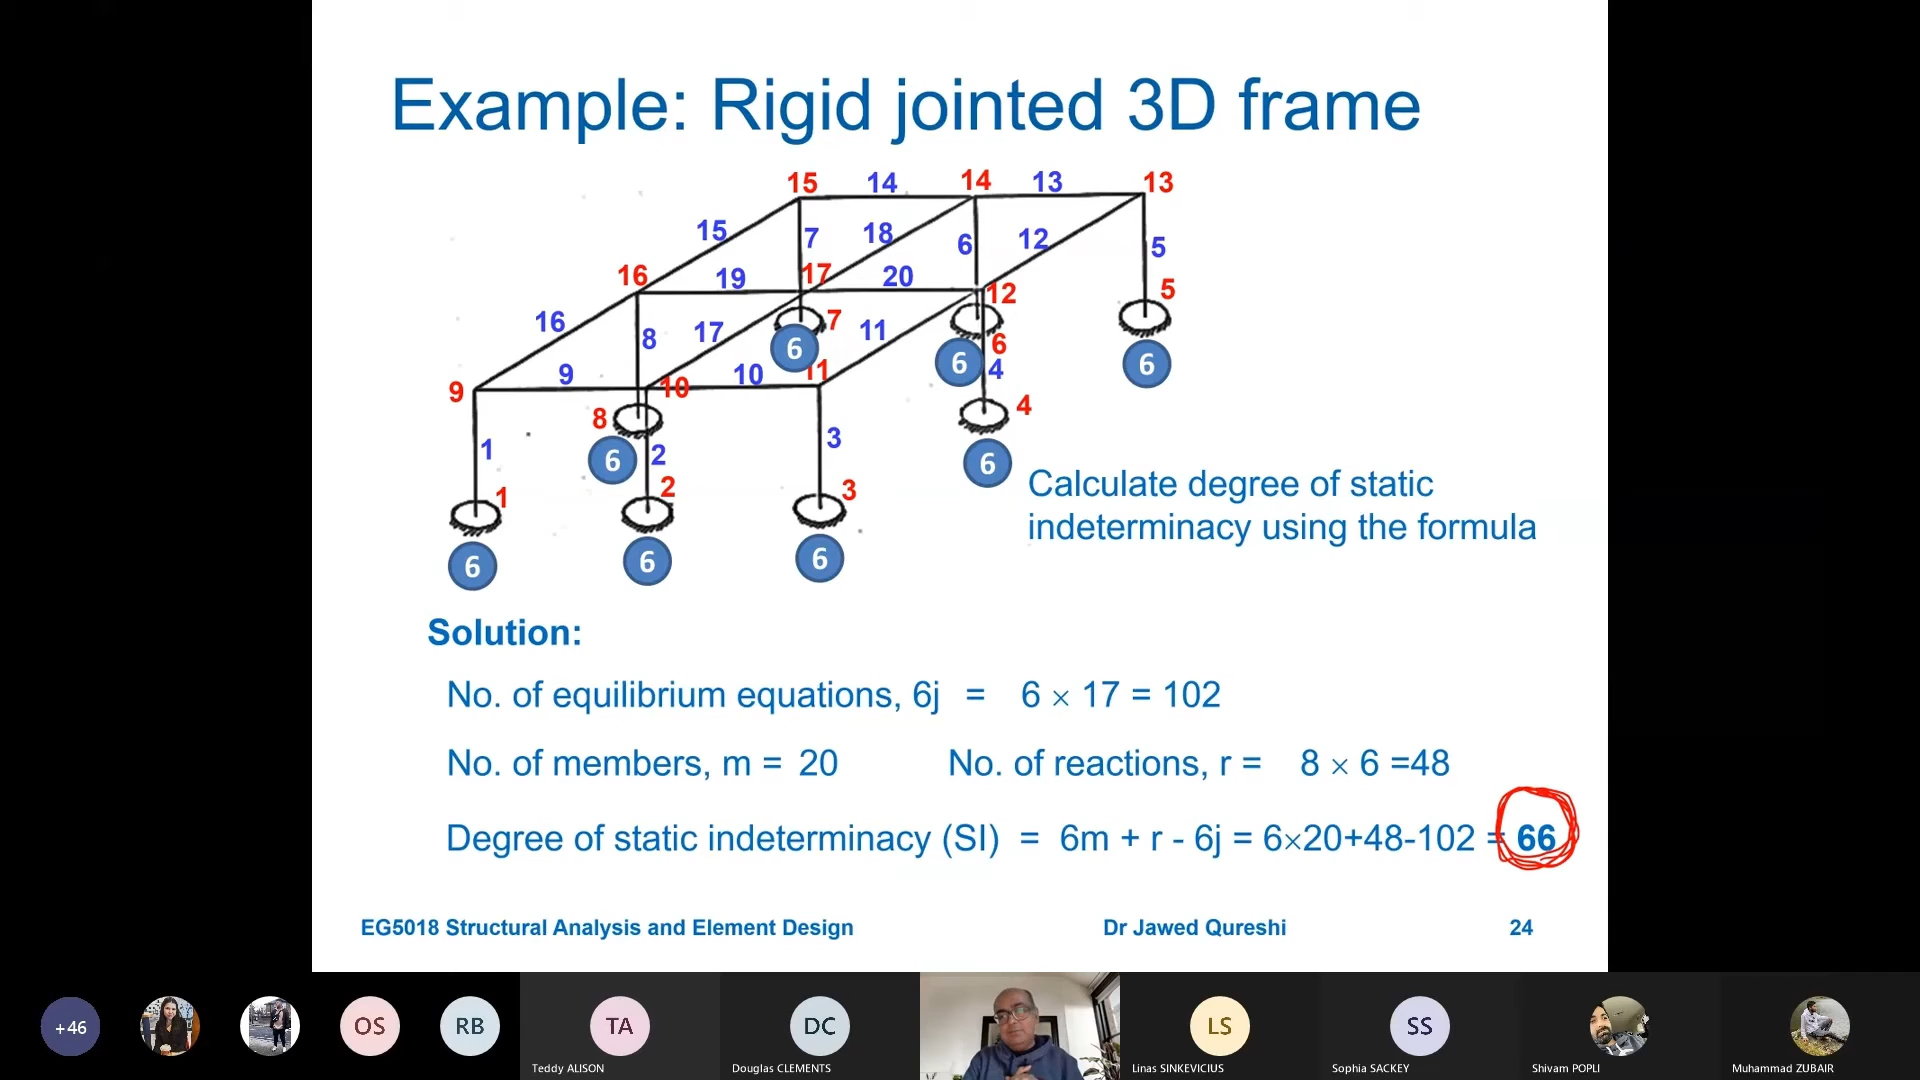 Example: Rigid jointed 3D frame
15 14 14 13 13
15 7 18 6 12 5
16 19 17 20 12 5
16 8 17 7 11 6
6 6 4 6
9 9 10 10 11
8 4
1 6 2 3 6
1 2 3
6 6 6
Calculate degree of static
indeterminacy using the formula
Solution:
No. of equilibrium equations, 6j = 6 × 17 = 102
No. of members, m = 20 No. of reactions, r = 8 × 6 =48
Degree of static indeterminacy (SI) = 6m + r - 6j = 6×20+48-102 = 66
EG5018 Structural Analysis and Element Design Dr Jawed Qureshi 24
+46 OS RB TA DC LS SS
Teddy ALISON Douglas CLEMENTS Linas SINKEVICIUS Sophia SACKEY Shivam POPLI Muhammad ZUBAIR